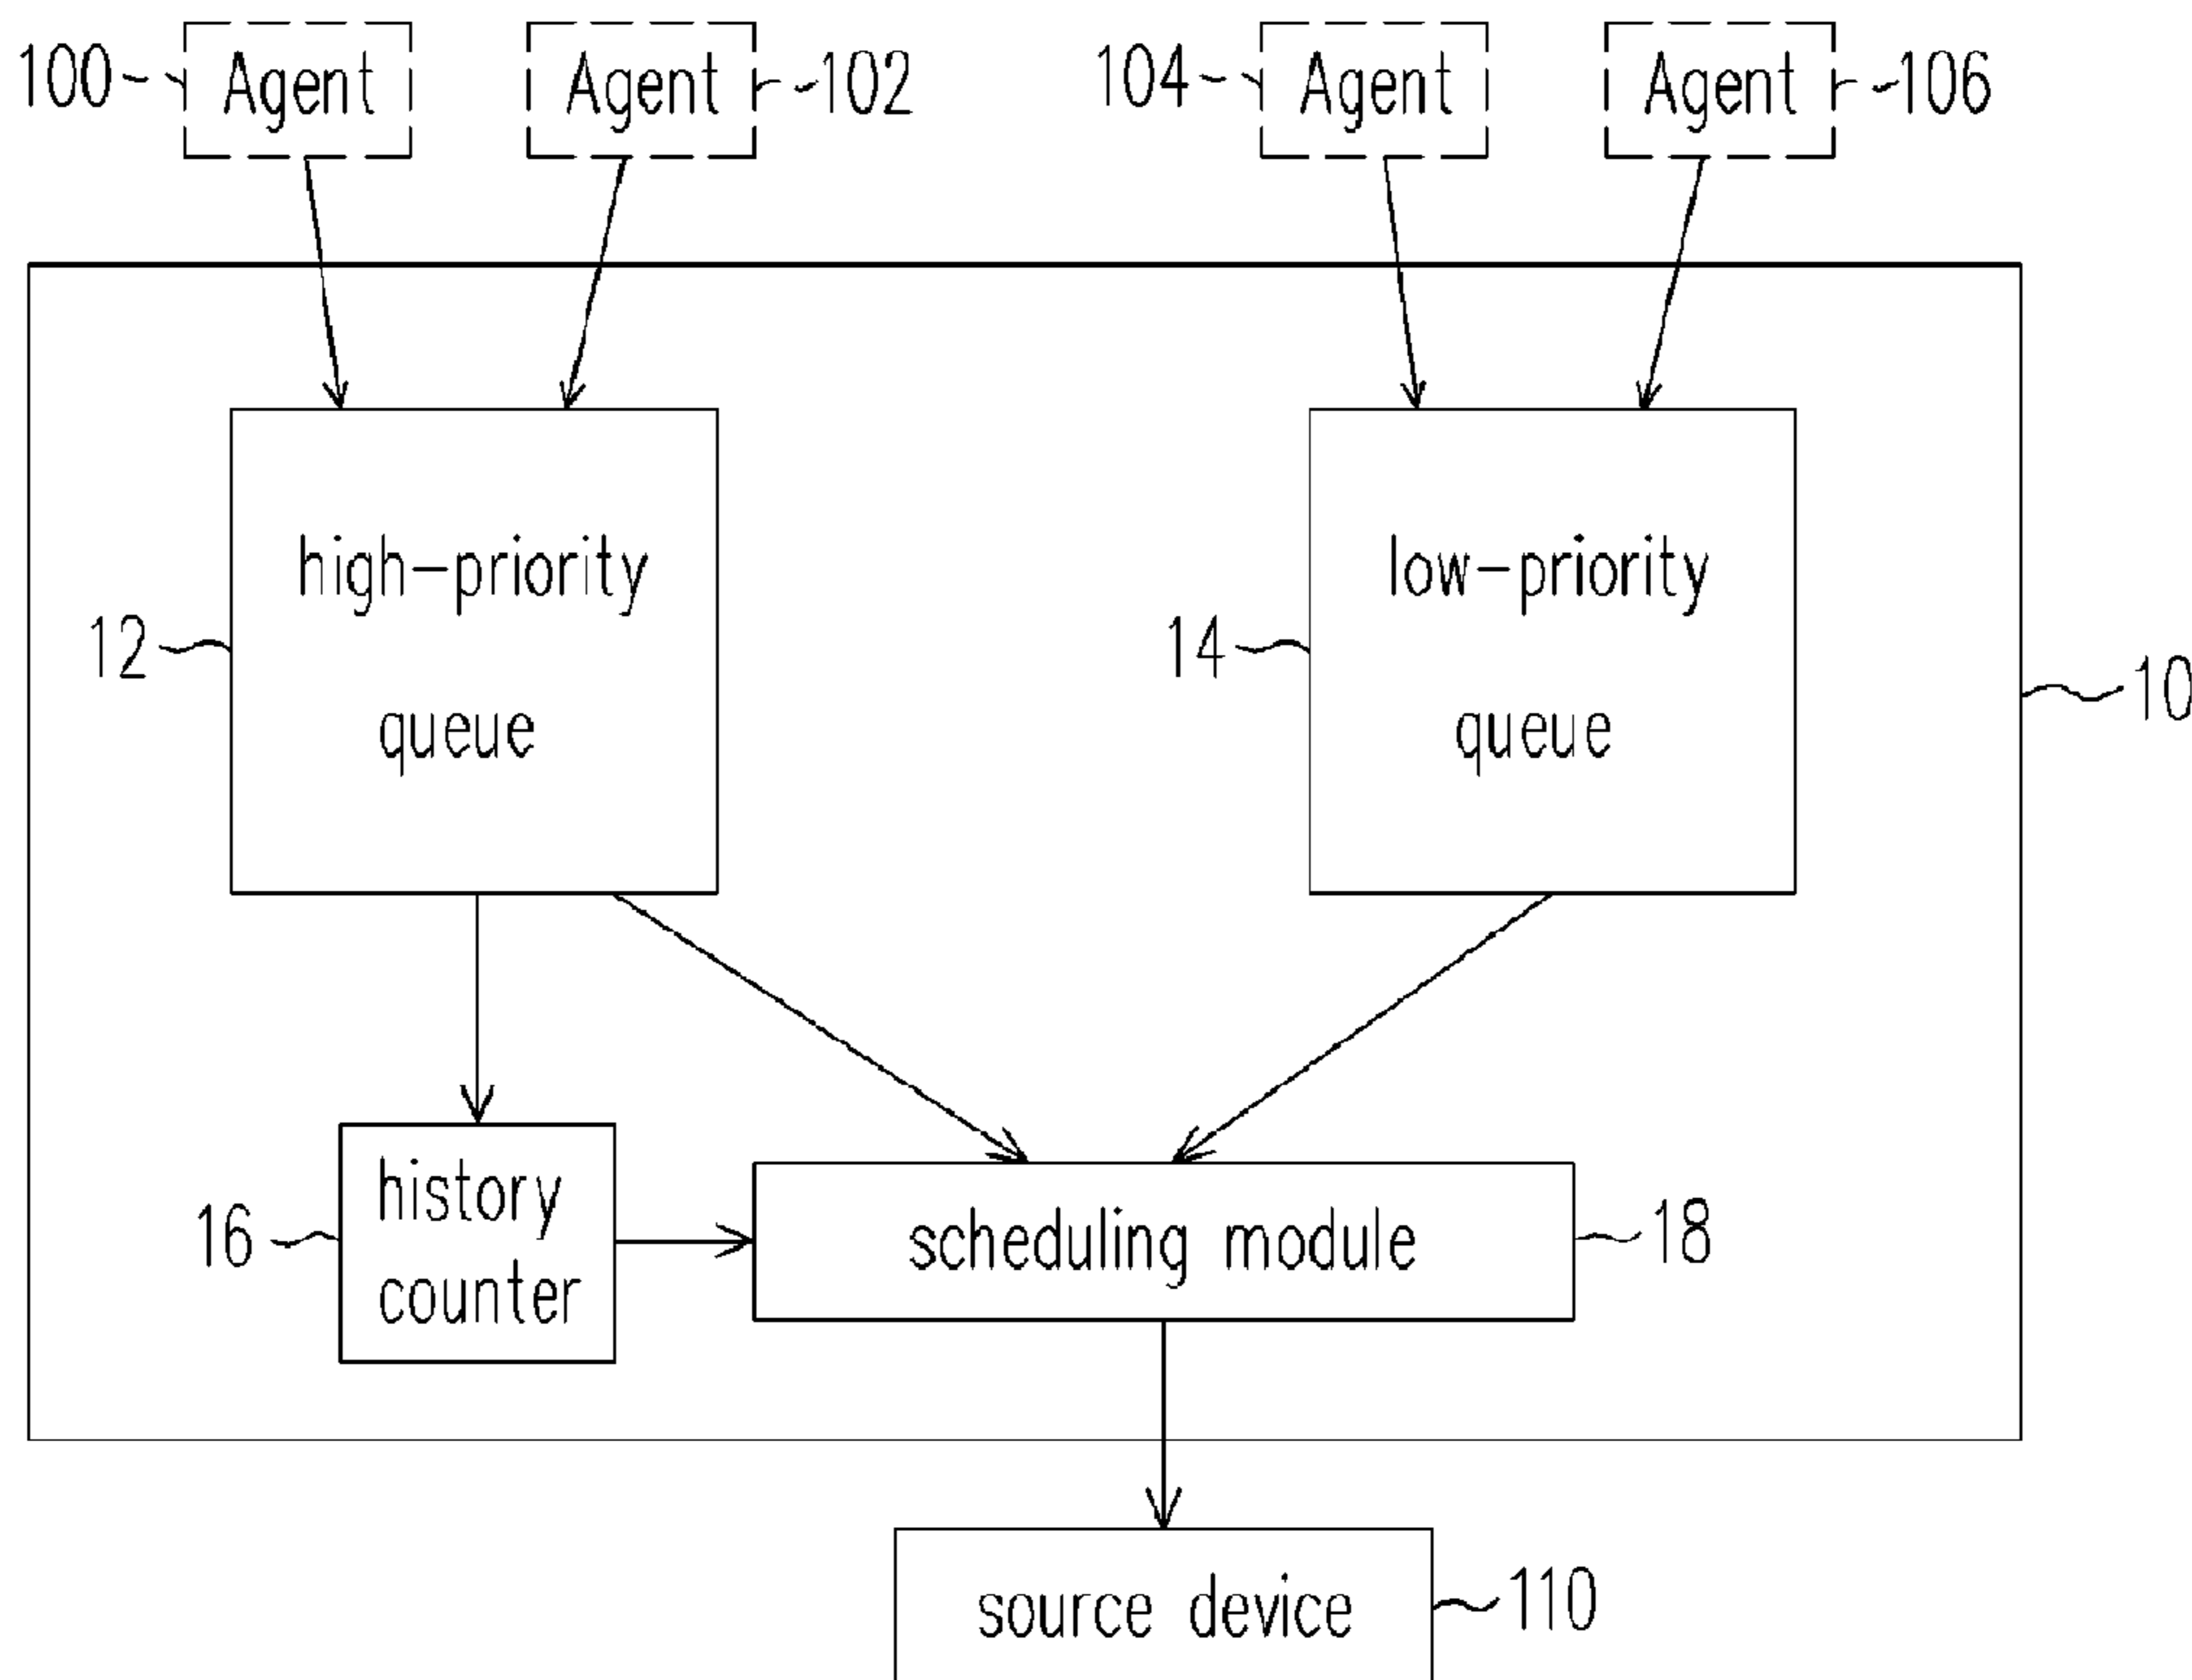 100 Agent Agent 102 104 Agent Agent 106
high-priority low-priority
12 14
10
queue queue
history
16 scheduling module 18
counter
source device 110